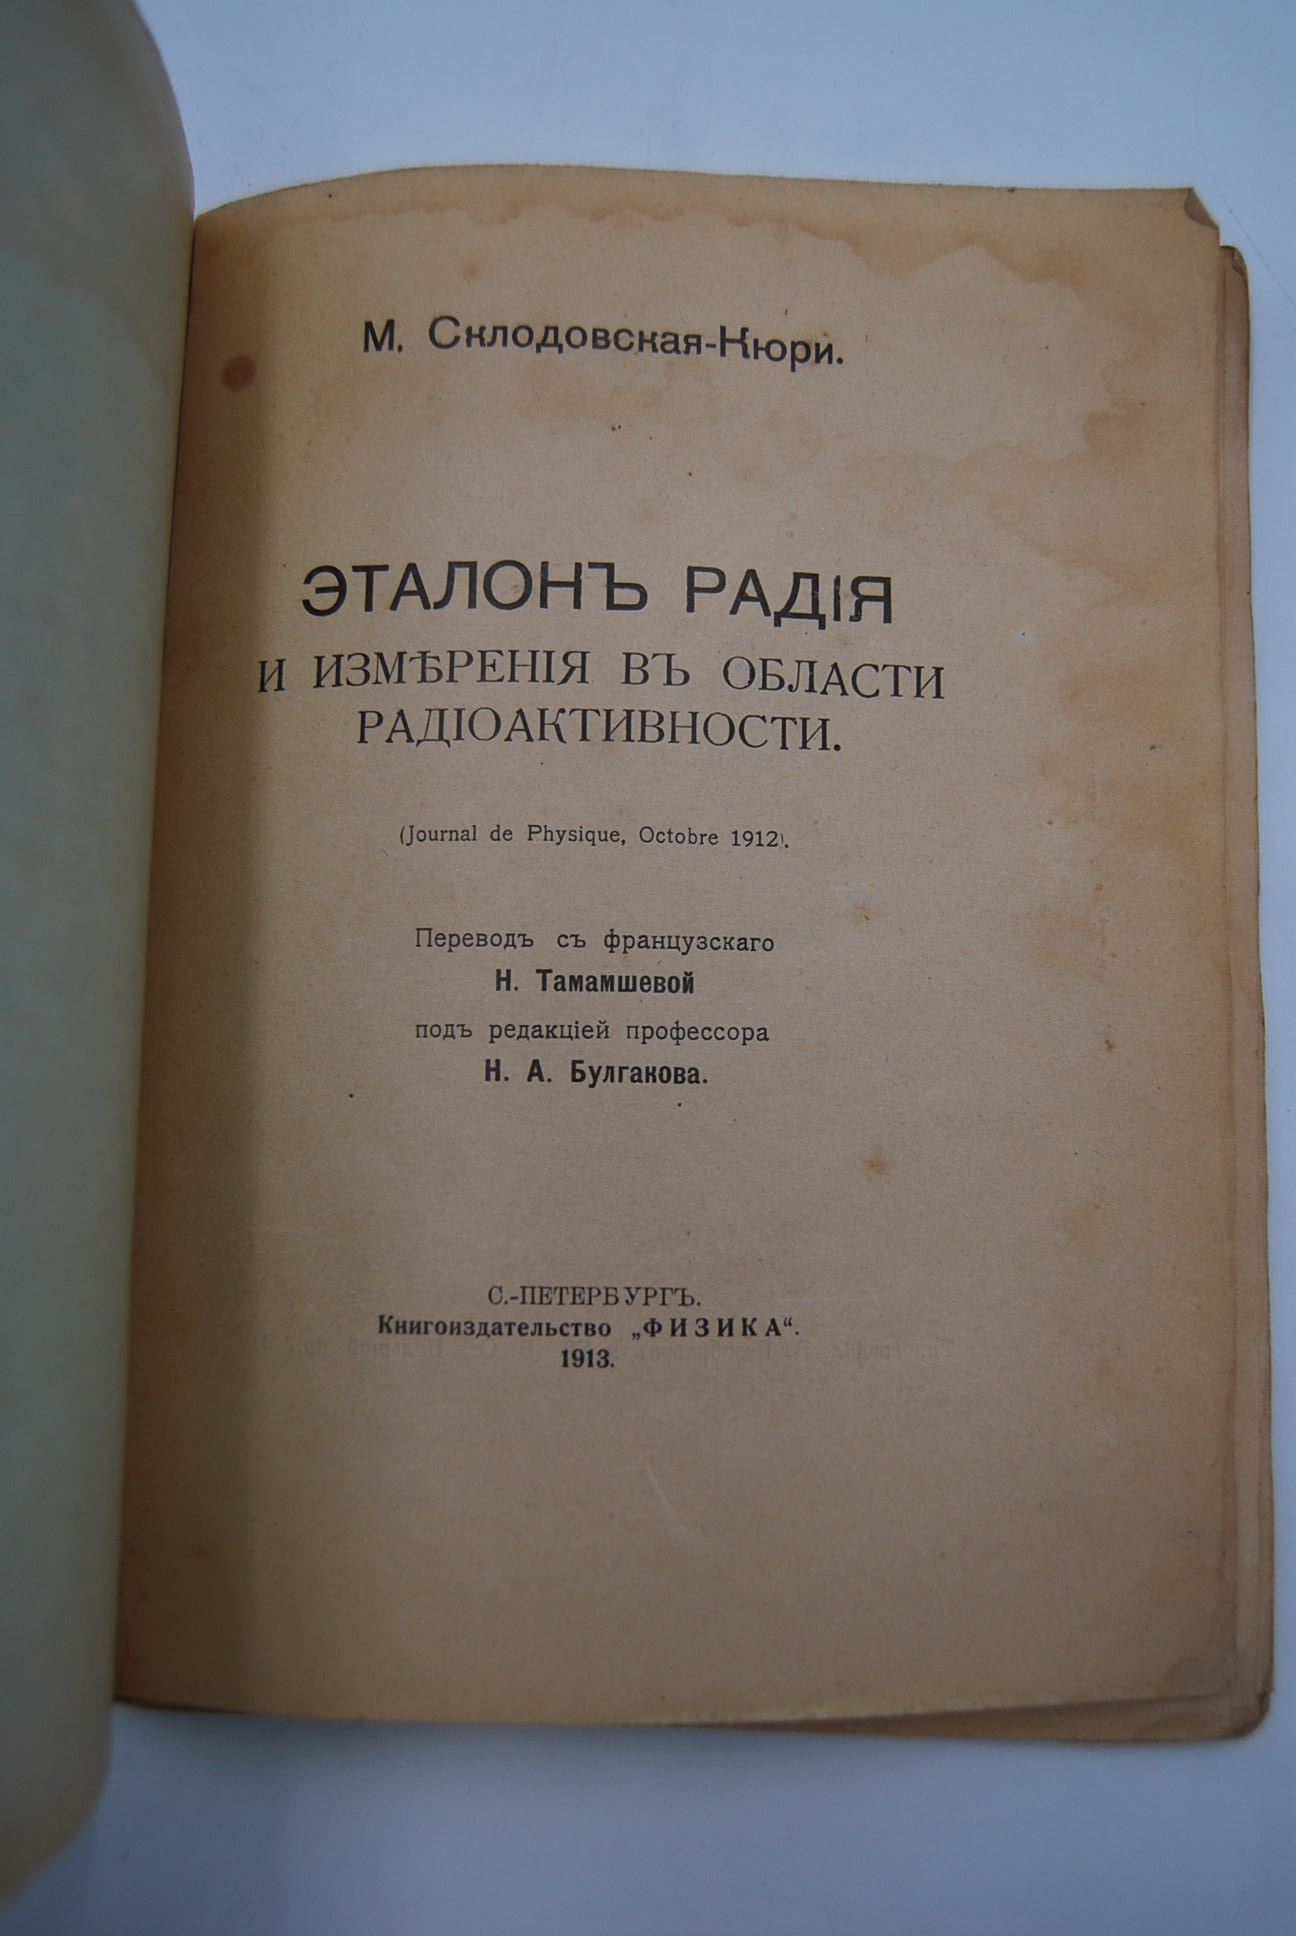 М. Склодовская-Кюри.
ЭТАЛОНЪ РАДІЯ
И ИЗМѢРЕНІЯ ВЪ ОБЛАСТИ
РАДІОАКТИВНОСТИ.
(Journal de Physique, Octobre 1912).
Переводъ съ французскаго
Н. Тамамшевой
подъ редакціей профессора
Н. А. Булгакова.
С.-ПЕТЕРБУРГЪ.
Книгоиздательство „ФИЗИКА“.
1913.